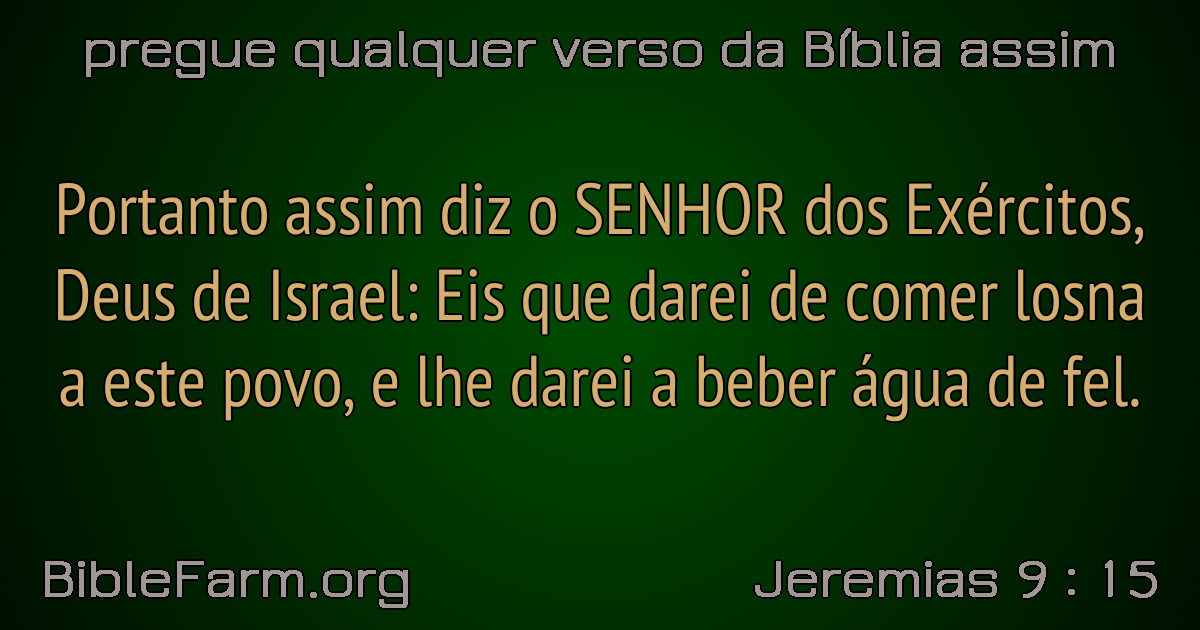 pregue qualquer verso da Bíblia assim
Portanto assim diz o SENHOR dos Exércitos,
Deus de Israel: Eis que darei de comer losna
a este povo, e lhe darei a beber água de fel.
BibleFarm.org
Jeremias 9 : 15